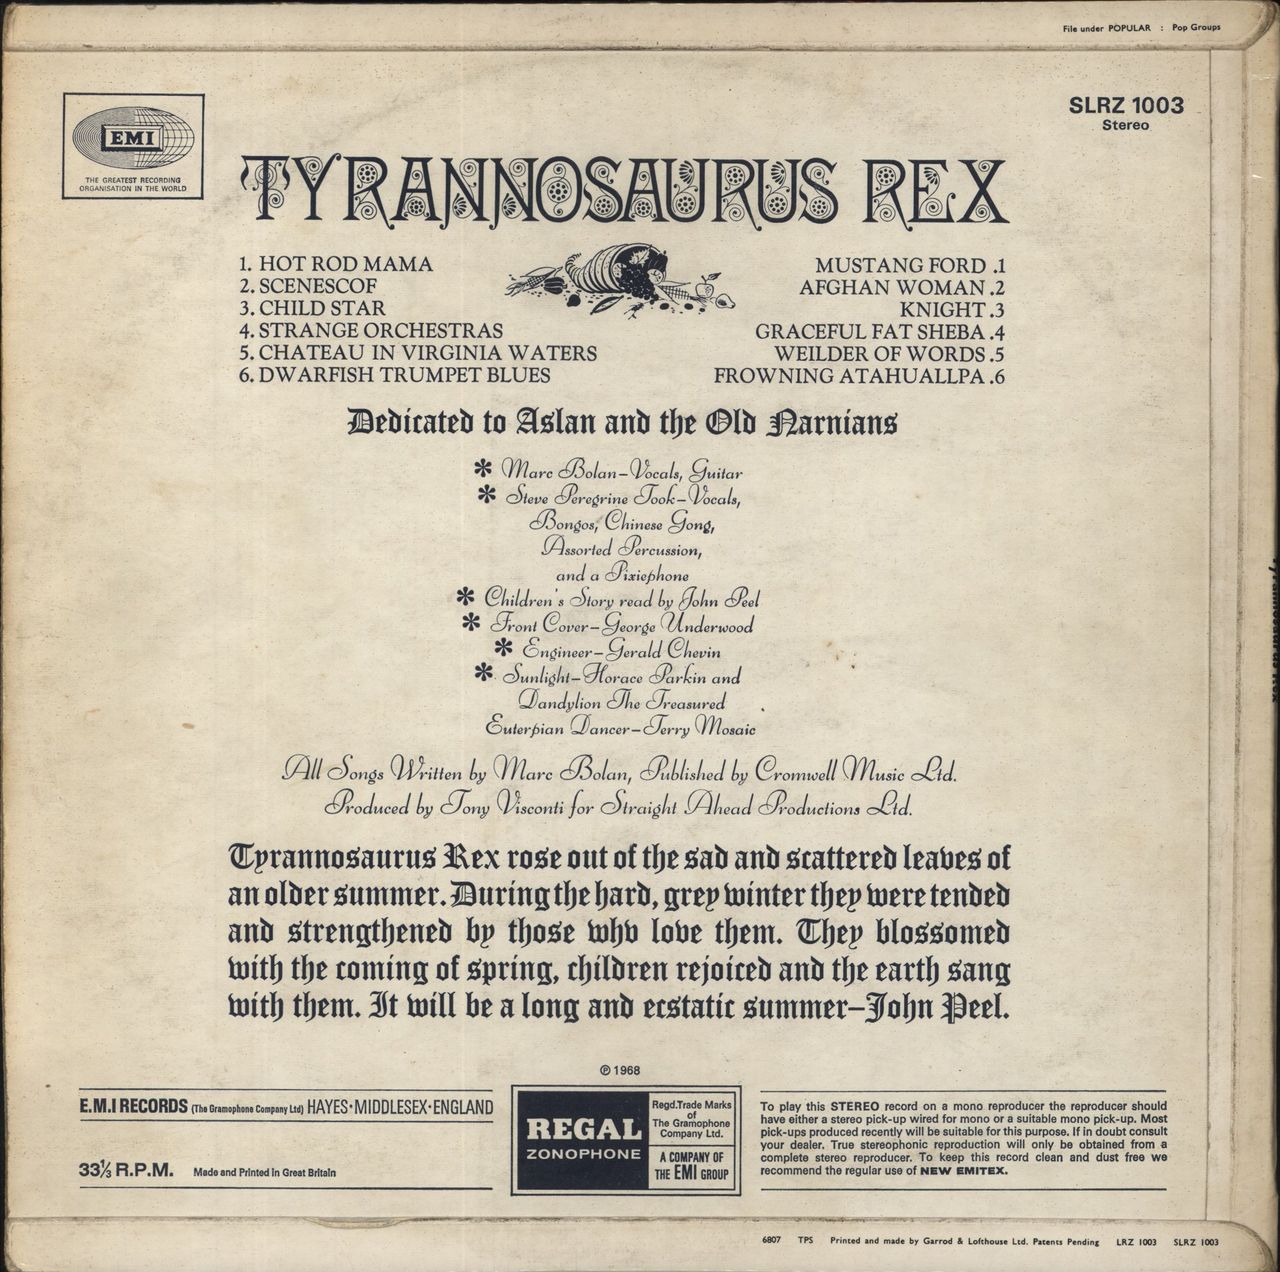 File under POPULAR : Pop Groups
EMI
THE GREATEST RECORDING
ORGANISATION IN THE WORLD
SLRZ 1003
Stereo
TYRANNOSAURUS REX
1. HOT ROD MAMA
2. SCENESCOF
3. CHILD STAR
4. STRANGE ORCHESTRAS
5. CHATEAU IN VIRGINIA WATERS
6. DWARFISH TRUMPET BLUES
MUSTANG FORD .1
AFGHAN WOMAN .2
KNIGHT .3
GRACEFUL FAT SHEBA .4
WEILDER OF WORDS .5
FROWNING ATAHUALLPA .6
Dedicated to Aslan and the Old Narnians
* Marc Bolan–Vocals, Guitar
* Steve Peregrine Took–Vocals,
Bongos, Chinese Gong,
Assorted Percussion,
and a Pixiephone
* Children's Story read by John Peel
* Front Cover–George Underwood
* Engineer–Gerald Chevin
* Sunlight–Horace Parkin and
Dandylion The Treasured
Euterpian Dancer–Terry Mosaic
All Songs Written by Marc Bolan, Published by Cromwell Music Ltd.
Produced by Tony Visconti for Straight Ahead Productions Ltd.
Tyrannosaurus Rex rose out of the sad and scattered leaves of
an older summer. During the hard, grey winter they were tended
and strengthened by those who love them. They blossomed
with the coming of spring, children rejoiced and the earth sang
with them. It will be a long and ecstatic summer–John Peel.
℗ 1968
E.M.I RECORDS (The Gramophone Company Ltd) HAYES·MIDDLESEX·ENGLAND
33⅓ R.P.M. Made and Printed in Great Britain
REGAL
ZONOPHONE
Regd. Trade Marks
of
The Gramophone
Company Ltd.
A COMPANY OF
THE EMI GROUP
To play this STEREO record on a mono reproducer the reproducer should
have either a stereo pick-up wired for mono or a suitable mono pick-up. Most
pick-ups produced recently will be suitable for this purpose. If in doubt consult
your dealer. True stereophonic reproduction will only be obtained from a
complete stereo reproducer. To keep this record clean and dust free we
recommend the regular use of NEW EMITEX.
6807 TPS Printed and made by Garrod & Lofthouse Ltd. Patents Pending LRZ 1003 SLRZ 1003